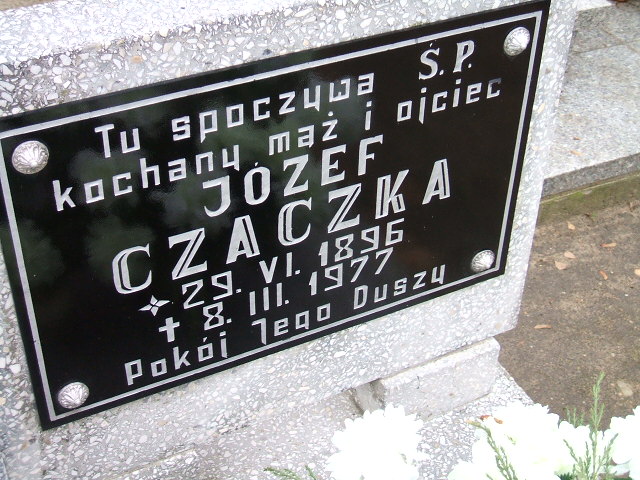 Ś.P.
Tu spoczywa
kochany mąż i ojciec
JÓZEF
CZACZKA
29. VI. 1896
8. III. 1977
Pokój Jego Duszy